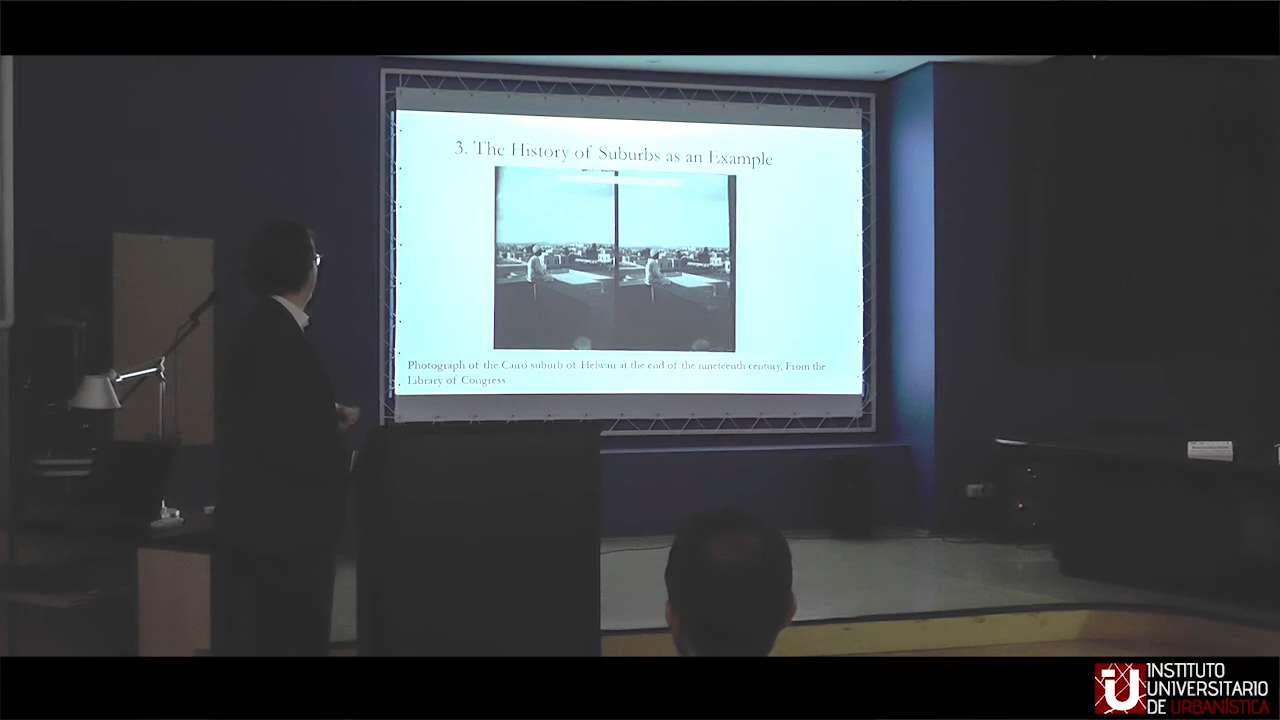 3. The History of Suburbs as an Example
Photograph of the Cairo suburb of Helwan at the end of the nineteenth century, From the
Library of Congress
INSTITUTO
UNIVERSITARIO
DE URBANÍSTICA